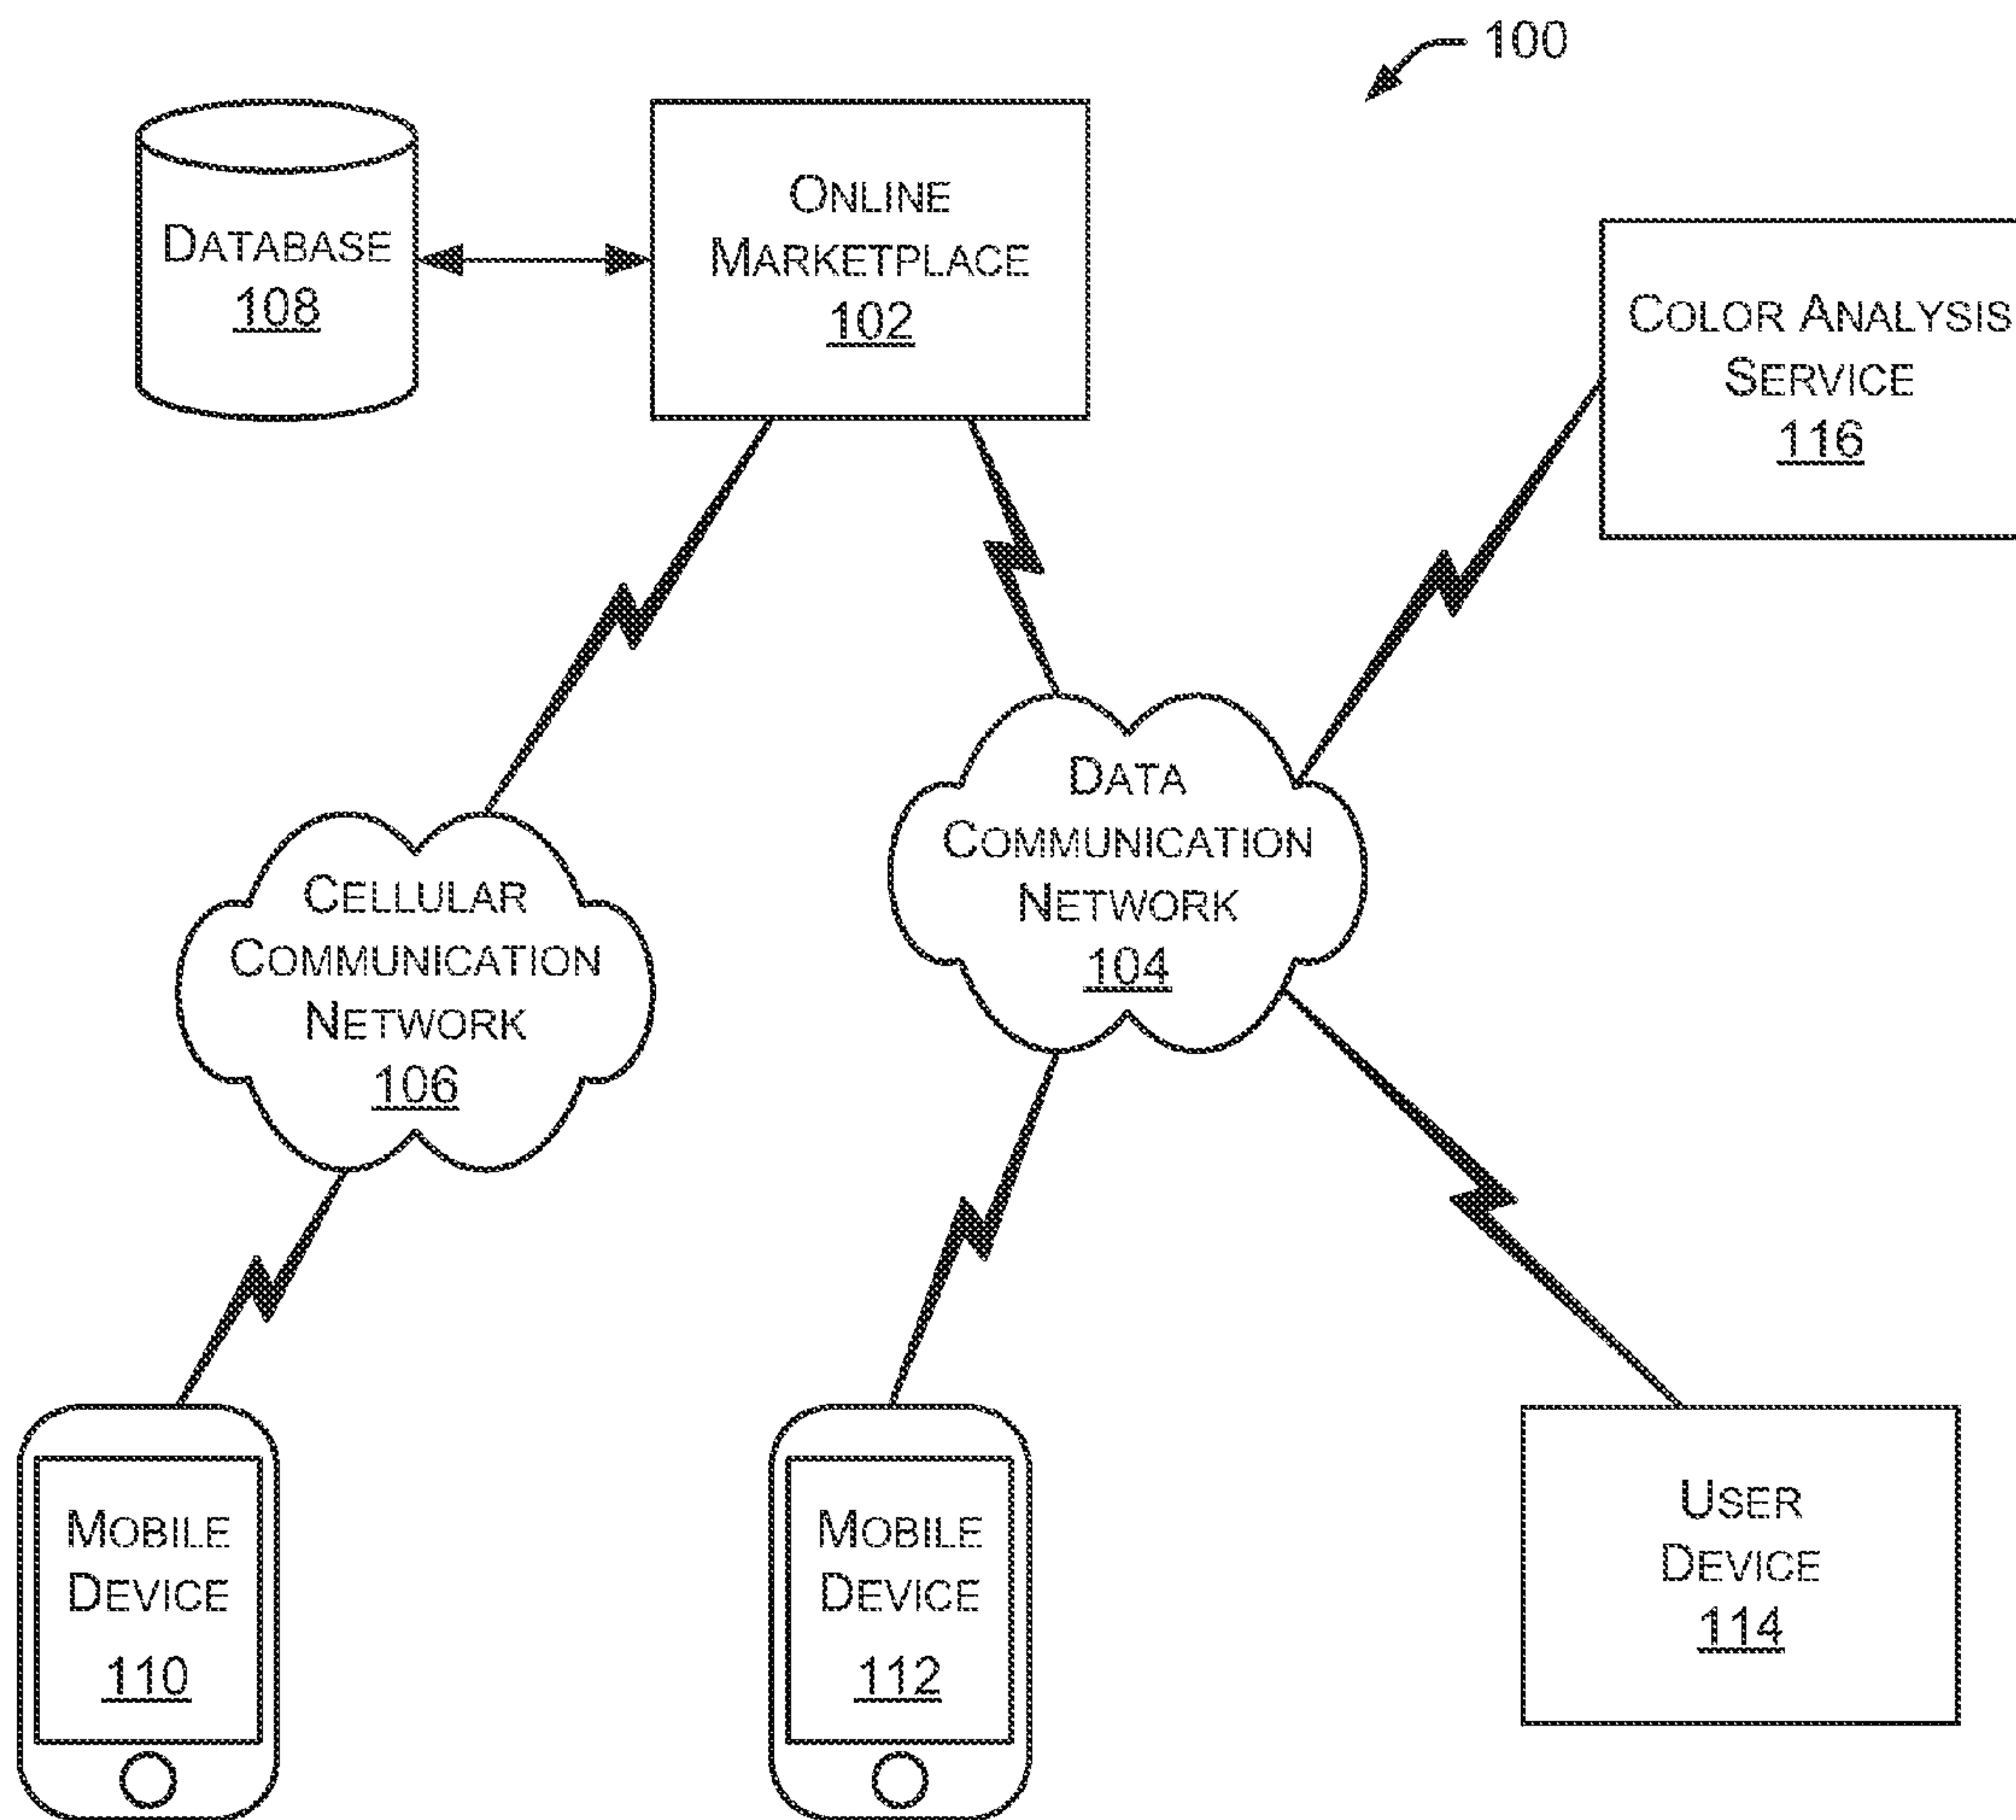 100
DATABASE
108
ONLINE
MARKETPLACE
102
COLOR ANALYSIS
SERVICE
116
CELLULAR
COMMUNICATION
NETWORK
106
DATA
COMMUNICATION
NETWORK
104
MOBILE
DEVICE
110
MOBILE
DEVICE
112
USER
DEVICE
114